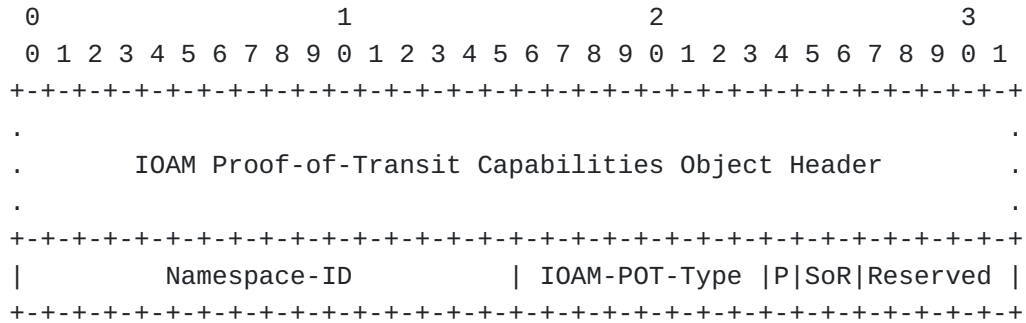 0                   1                   2                   3
 0 1 2 3 4 5 6 7 8 9 0 1 2 3 4 5 6 7 8 9 0 1 2 3 4 5 6 7 8 9 0 1
+-+-+-+-+-+-+-+-+-+-+-+-+-+-+-+-+-+-+-+-+-+-+-+-+-+-+-+-+-+-+-+-+
.                                                               .
.       IOAM Proof-of-Transit Capabilities Object Header        .
.                                                               .
+-+-+-+-+-+-+-+-+-+-+-+-+-+-+-+-+-+-+-+-+-+-+-+-+-+-+-+-+-+-+-+-+
|         Namespace-ID          | IOAM-POT-Type |P|SoR|Reserved |
+-+-+-+-+-+-+-+-+-+-+-+-+-+-+-+-+-+-+-+-+-+-+-+-+-+-+-+-+-+-+-+-+